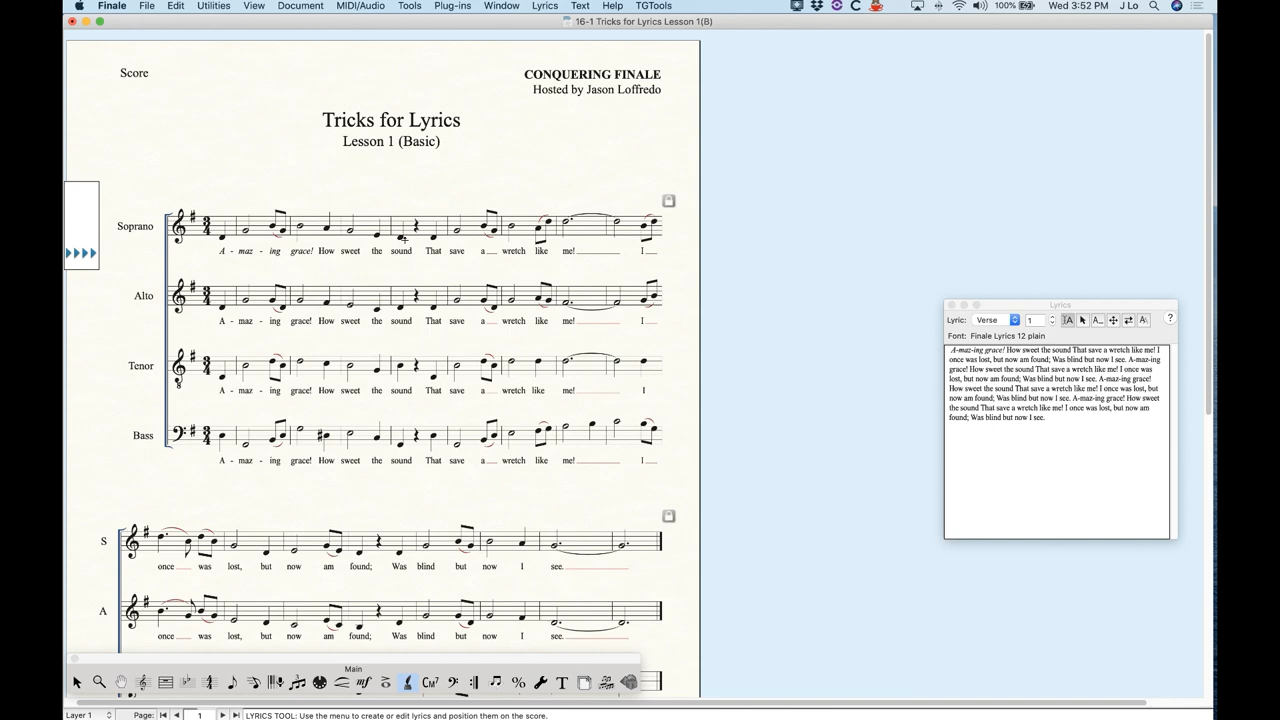 Finale File Edit Utilities View Document MIDI/Audio Tools Plug-ins Window Lyrics Text Help TGTools 100% Wed 3:52 PM J Lo
16-1 Tricks for Lyrics Lesson 1(B)
Score
CONQUERING FINALE
Hosted by Jason Loffredo
Tricks for Lyrics
Lesson 1 (Basic)
Soprano
A - maz - ing grace! How sweet the sound That save a wretch like me! I
Alto
A - maz - ing grace! How sweet the sound That save a wretch like me! I
Tenor
A - maz - ing grace! How sweet the sound That save a wretch like me! I
Bass
A - maz - ing grace! How sweet the sound That save a wretch like me! I
S
once was lost, but now am found; Was blind but now I see.
A
once was lost, but now am found; Was blind but now I see.
Lyrics
Lyric: Verse 1 ?
Font: Finale Lyrics 12 plain
A-maz-ing grace! How sweet the sound That save a wretch like me! I
once was lost, but now am found; Was blind but now I see. A-maz-ing
grace! How sweet the sound That save a wretch like me! I once was
lost, but now am found; Was blind but now I see. A-maz-ing grace!
How sweet the sound That save a wretch like me! I once was lost, but
now am found; Was blind but now I see. A-maz-ing grace! How sweet
the sound That save a wretch like me! I once was lost, but now am
found; Was blind but now I see.
Main
CM7
Layer 1 Page: 1 LYRICS TOOL: Use the menu to create or edit lyrics and position them on the score.